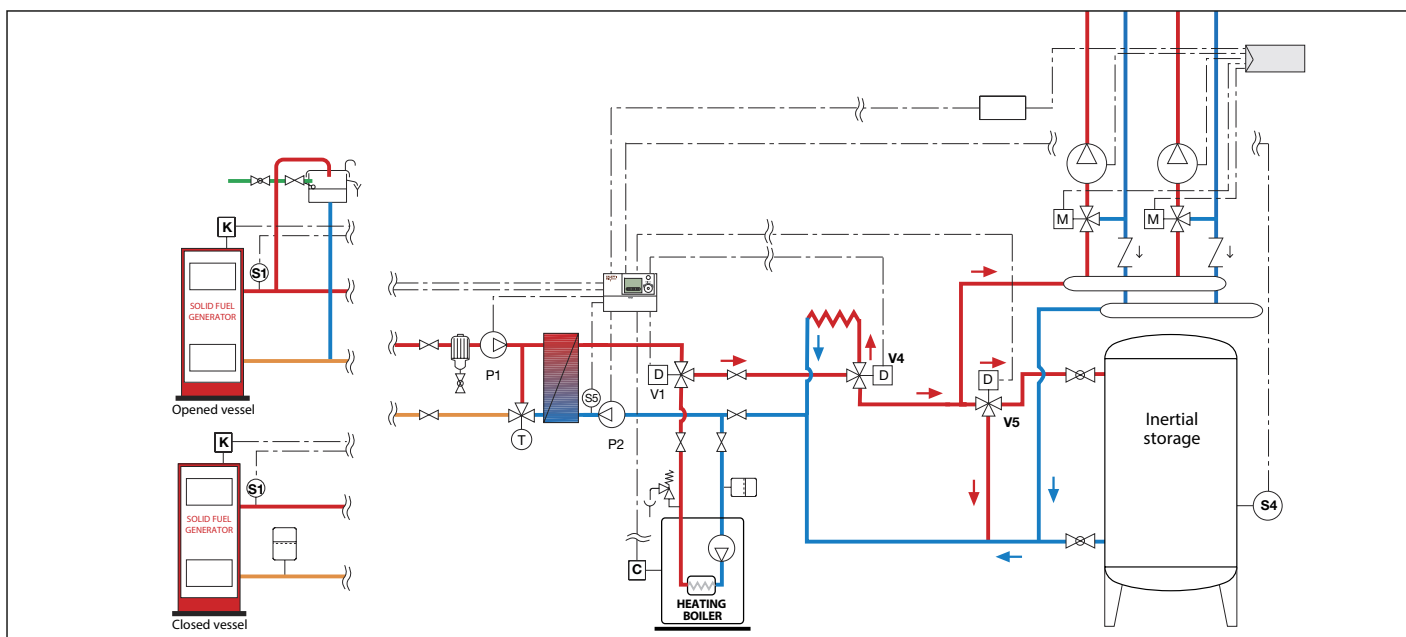 K
S1
SOLID FUEL
GENERATOR
Opened vessel
K
S1
SOLID FUEL
GENERATOR
Closed vessel
P1
T
S5
P2
D
V1
C
HEATING
BOILER
V4
D
D
V5
M
M
Inertial
storage
S4